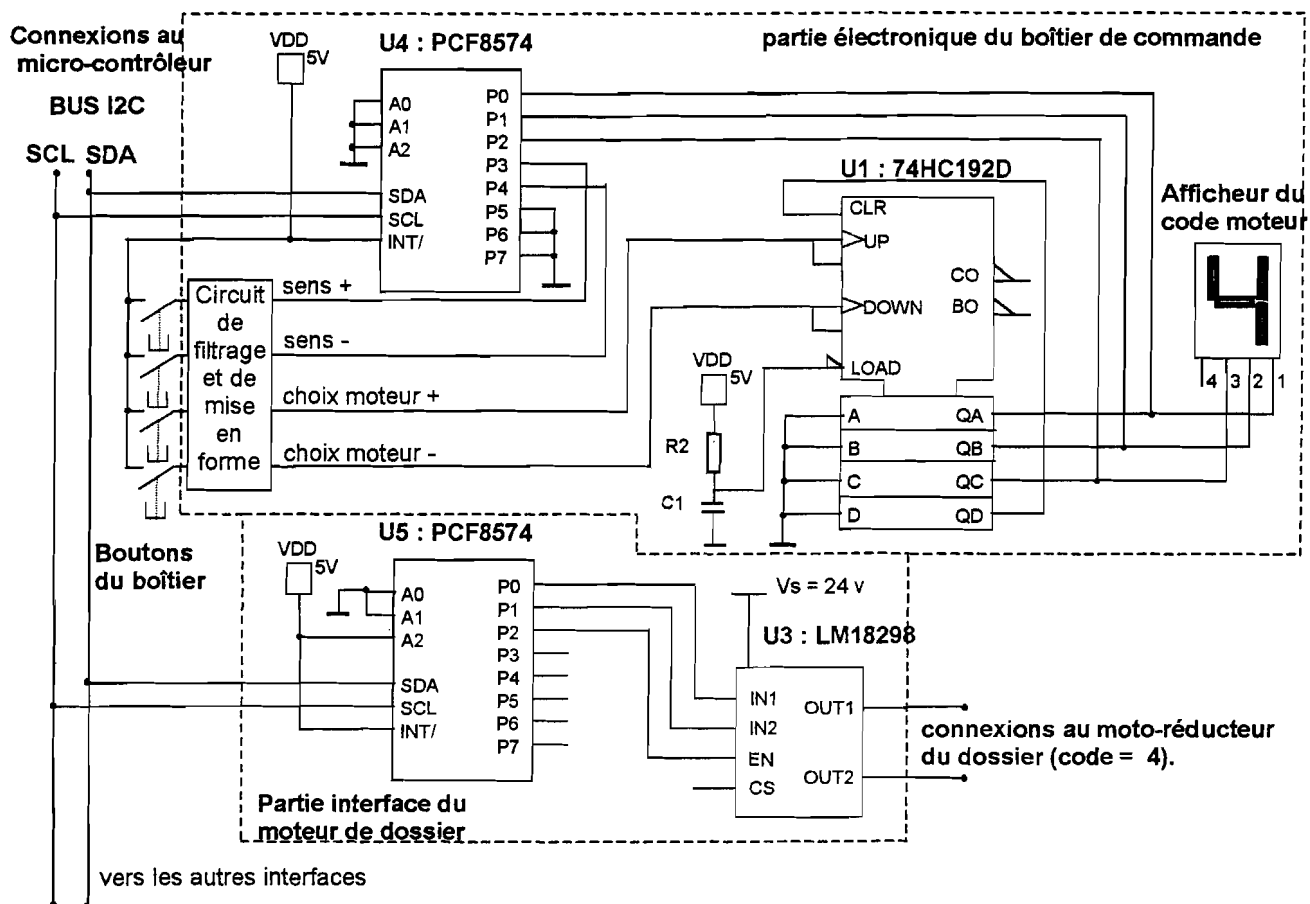 Connexions au
micro-contrôleur
BUS I2C
SCL SDA
VDD
5V
U4 : PCF8574
partie électronique du boîtier de commande
A0
A1
A2
SDA
SCL
INT/
P0
P1
P2
P3
P4
P5
P6
P7
U1 : 74HC192D
CLR
UP
DOWN
LOAD
CO
BO
A
B
C
D
QA
QB
QC
QD
Afficheur du
code moteur
4
4 3 2 1
Circuit
de
filtrage
et de
mise
en
forme
sens +
sens -
choix moteur +
choix moteur -
VDD
5V
R2
C1
Boutons
du boîtier
VDD
5V
U5 : PCF8574
A0
A1
A2
SDA
SCL
INT/
P0
P1
P2
P3
P4
P5
P6
P7
Vs = 24 v
U3 : LM18298
IN1
IN2
EN
CS
OUT1
OUT2
connexions au moto-réducteur
du dossier (code = 4).
Partie interface du
moteur de dossier
vers les autres interfaces